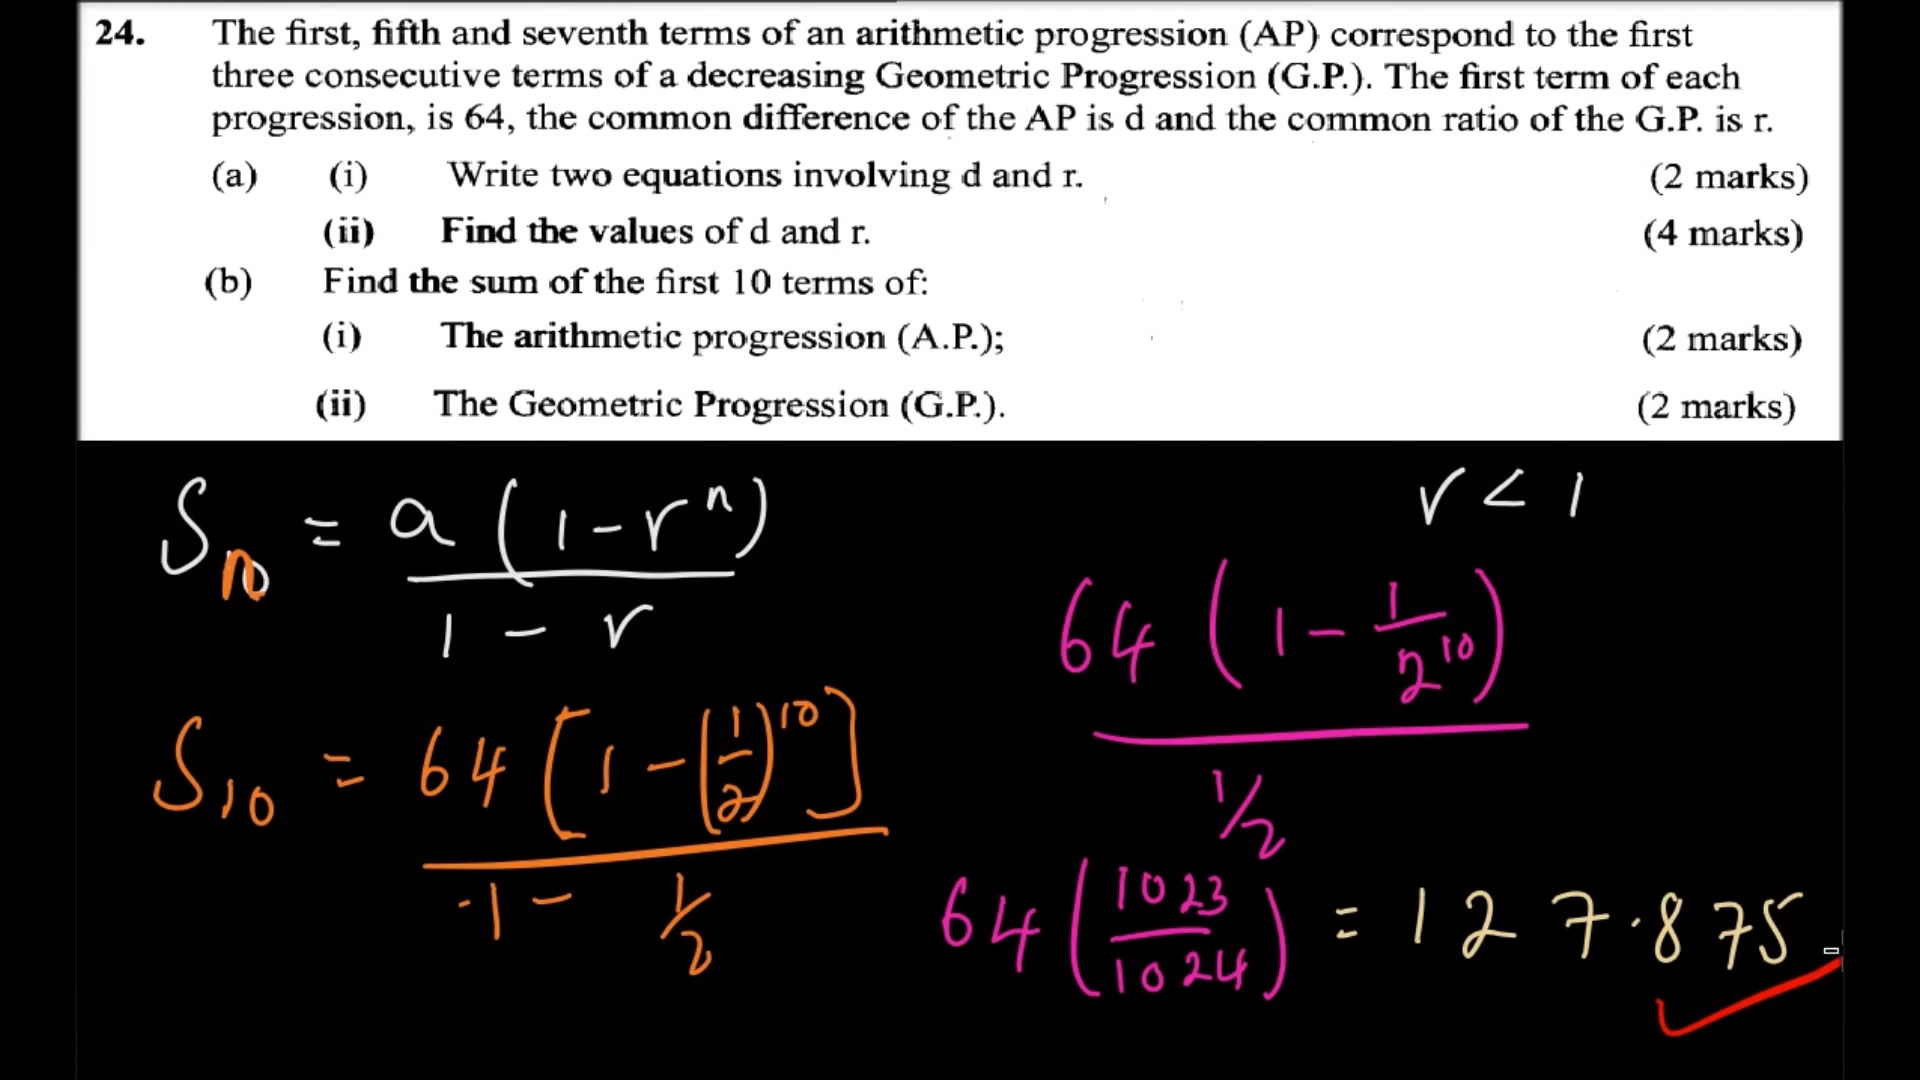 24. The first, fifth and seventh terms of an arithmetic progression (AP) correspond to the first
three consecutive terms of a decreasing Geometric Progression (G.P.). The first term of each
progression, is 64, the common difference of the AP is d and the common ratio of the G.P. is r.
(a) (i) Write two equations involving d and r. (2 marks)
(ii) Find the values of d and r. (4 marks)
(b) Find the sum of the first 10 terms of:
(i) The arithmetic progression (A.P.); (2 marks)
(ii) The Geometric Progression (G.P.). (2 marks)
Sₙ = a(1-rⁿ) / 1-r
r < 1
64(1 - 1/2¹⁰) / ½
S₁₀ = 64[1-(1/2)¹⁰] / 1 - ½
64(1023/1024) = 127.875